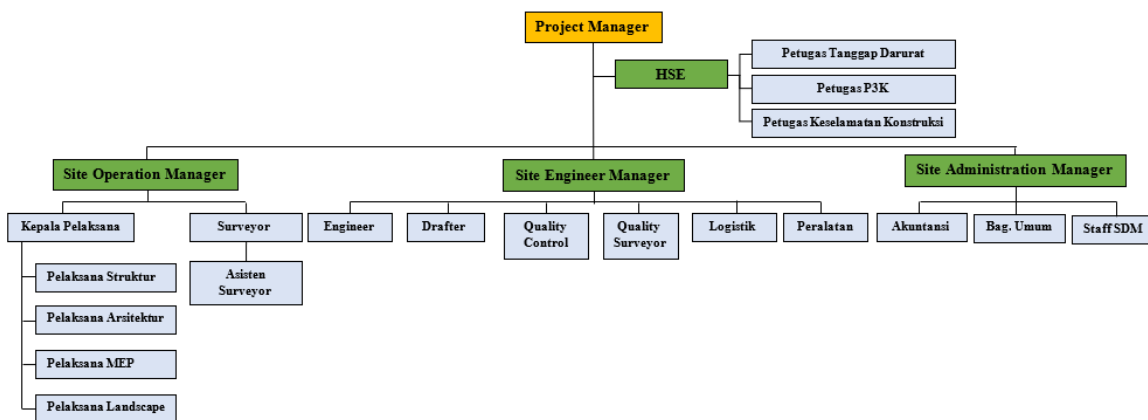 Project Manager
HSE
Petugas Tanggap Darurat
Petugas P3K
Petugas Keselamatan Konstruksi
Site Operation Manager
Site Engineer Manager
Site Administration Manager
Kepala Pelaksana
Surveyor
Engineer
Drafter
Quality
Control
Quality
Surveyor
Logistik
Peralatan
Akuntansi
Bag. Umum
Staff SDM
Pelaksana Struktur
Asisten
Surveyor
Pelaksana Arsitektur
Pelaksana MEP
Pelaksana Landscape